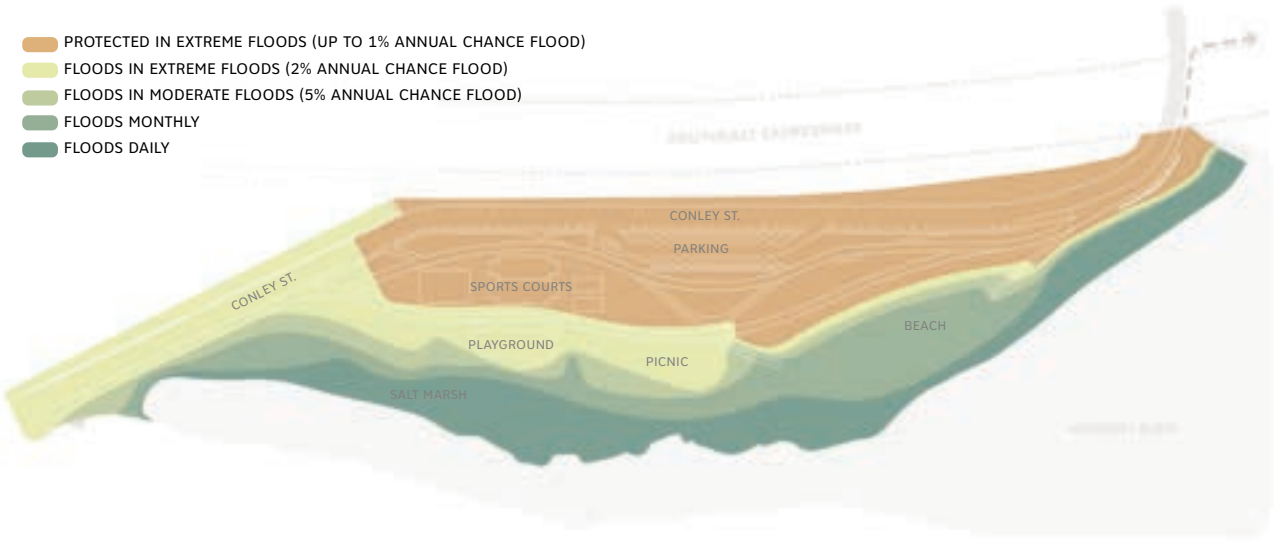 PROTECTED IN EXTREME FLOODS (UP TO 1% ANNUAL CHANCE FLOOD)
FLOODS IN EXTREME FLOODS (2% ANNUAL CHANCE FLOOD)
FLOODS IN MODERATE FLOODS (5% ANNUAL CHANCE FLOOD)
FLOODS MONTHLY
FLOODS DAILY
CONLEY ST.
PARKING
CONLEY ST.
SPORTS COURTS
BEACH
PLAYGROUND
PICNIC
SALT MARSH